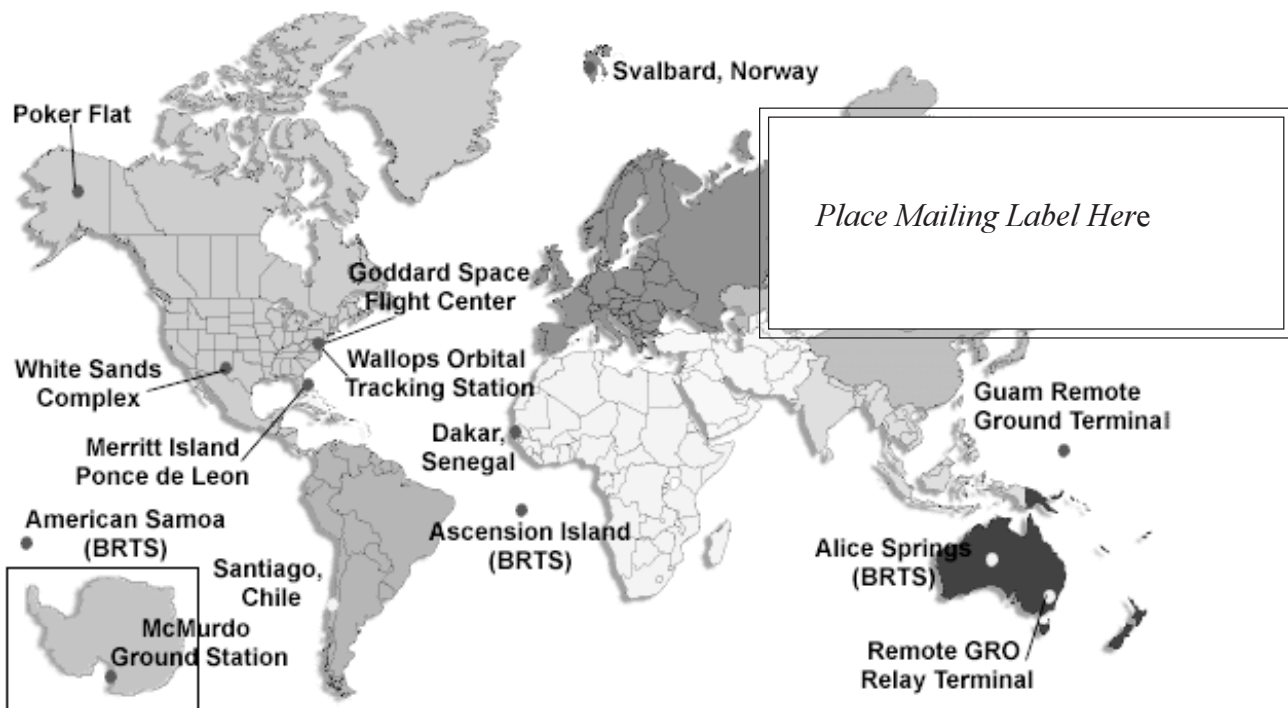 Svalbard, Norway
Poker Flat
Place Mailing Label Here
Goddard Space
Flight Center
White Sands
Complex
Wallops Orbital
Tracking Station
Guam Remote
Ground Terminal
Merritt Island
Ponce de Leon
Dakar,
Senegal
American Samoa
(BRTS)
Ascension Island
(BRTS)
Alice Springs
(BRTS)
Santiago,
Chile
McMurdo
Ground Station
Remote GRO
Relay Terminal